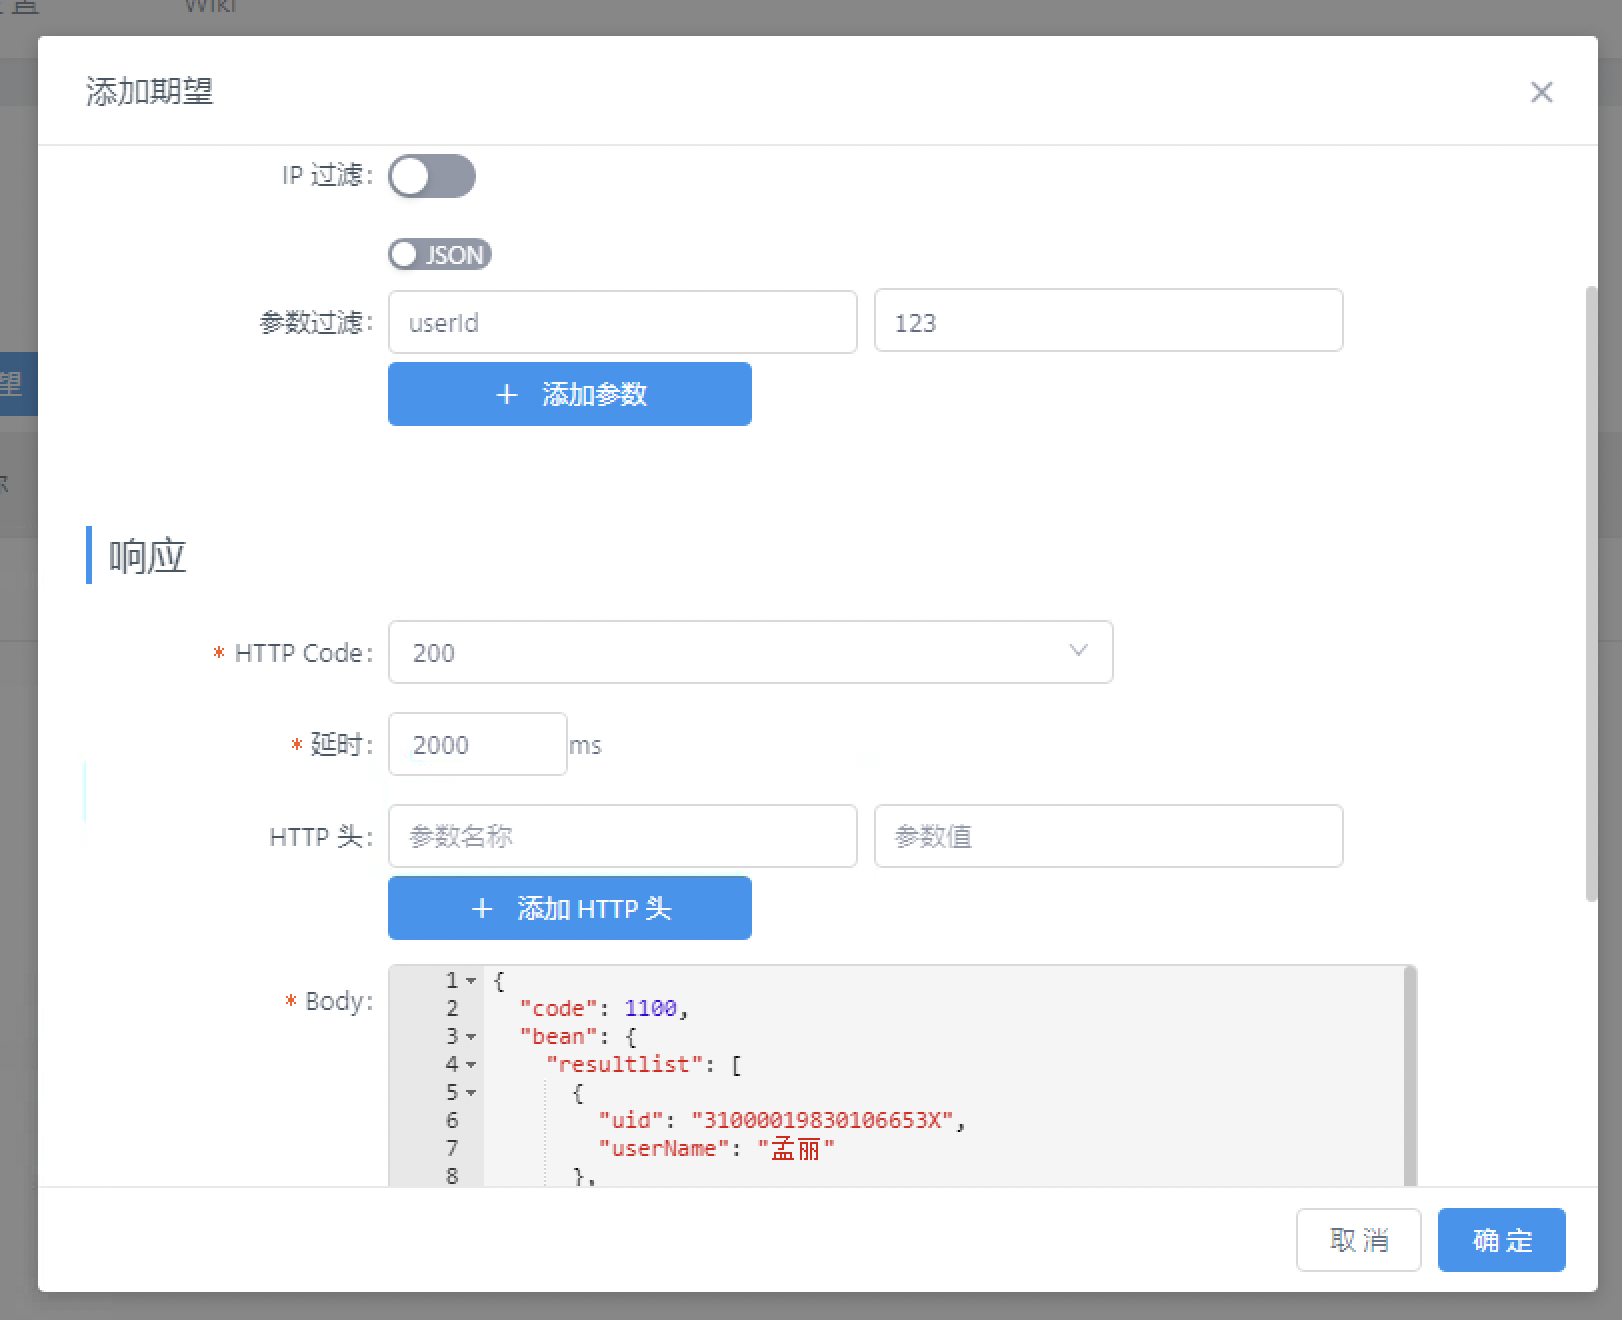 Wiki
添加期望
IP 过滤:
JSON
参数过滤: userId 123
望
+ 添加参数
响应
* HTTP Code: 200
* 延时: 2000 ms
HTTP 头: 参数名称 参数值
+ 添加 HTTP 头
* Body:
1 {
2 "code": 1100,
3 "bean": {
4 "resultlist": [
5 {
6 "uid": "31000019830106653X",
7 "userName": "孟丽"
8 },
取 消 确 定